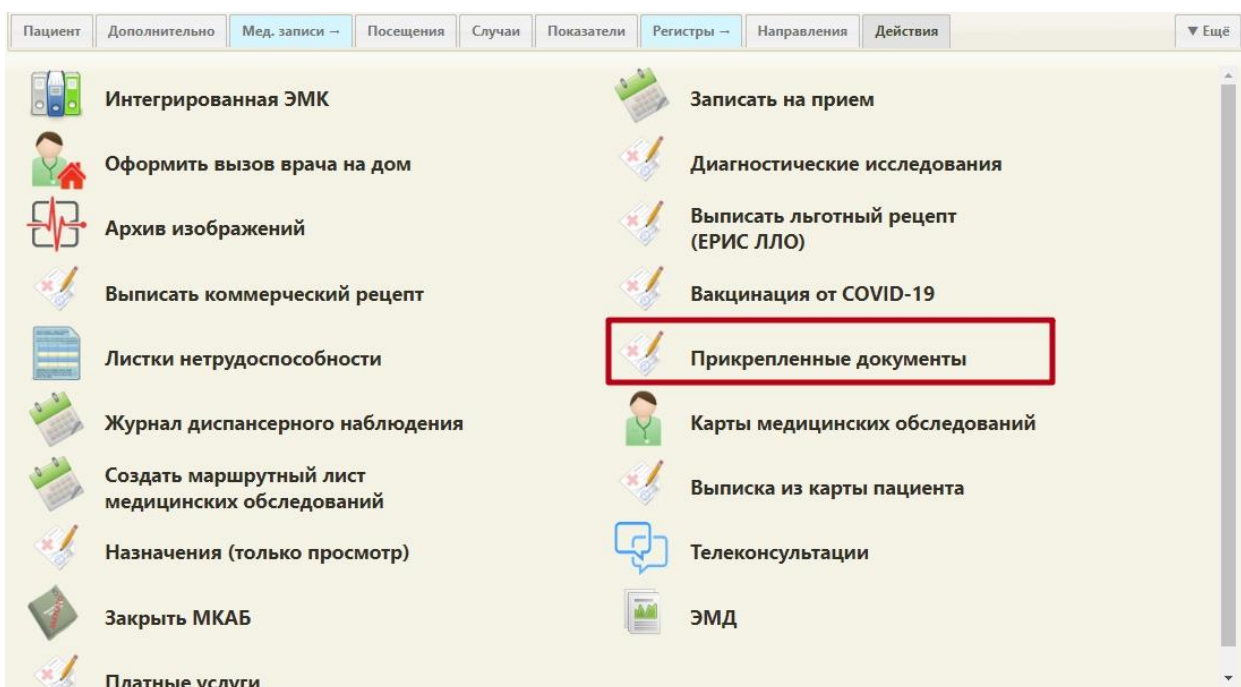 Пациент Дополнительно Мед. записи → Посещения Случаи Показатели Регистры → Направления Действия ▼ Ещё
Интегрированная ЭМК
Записать на прием
Оформить вызов врача на дом
Диагностические исследования
Архив изображений
Выписать льготный рецепт
(ЕРИС ЛЛО)
Выписать коммерческий рецепт
Вакцинация от COVID-19
Листки нетрудоспособности
Прикрепленные документы
Журнал диспансерного наблюдения
Карты медицинских обследований
Создать маршрутный лист
медицинских обследований
Выписка из карты пациента
Назначения (только просмотр)
Телеконсультации
Закрыть МКАБ
ЭМД
Платные услуги